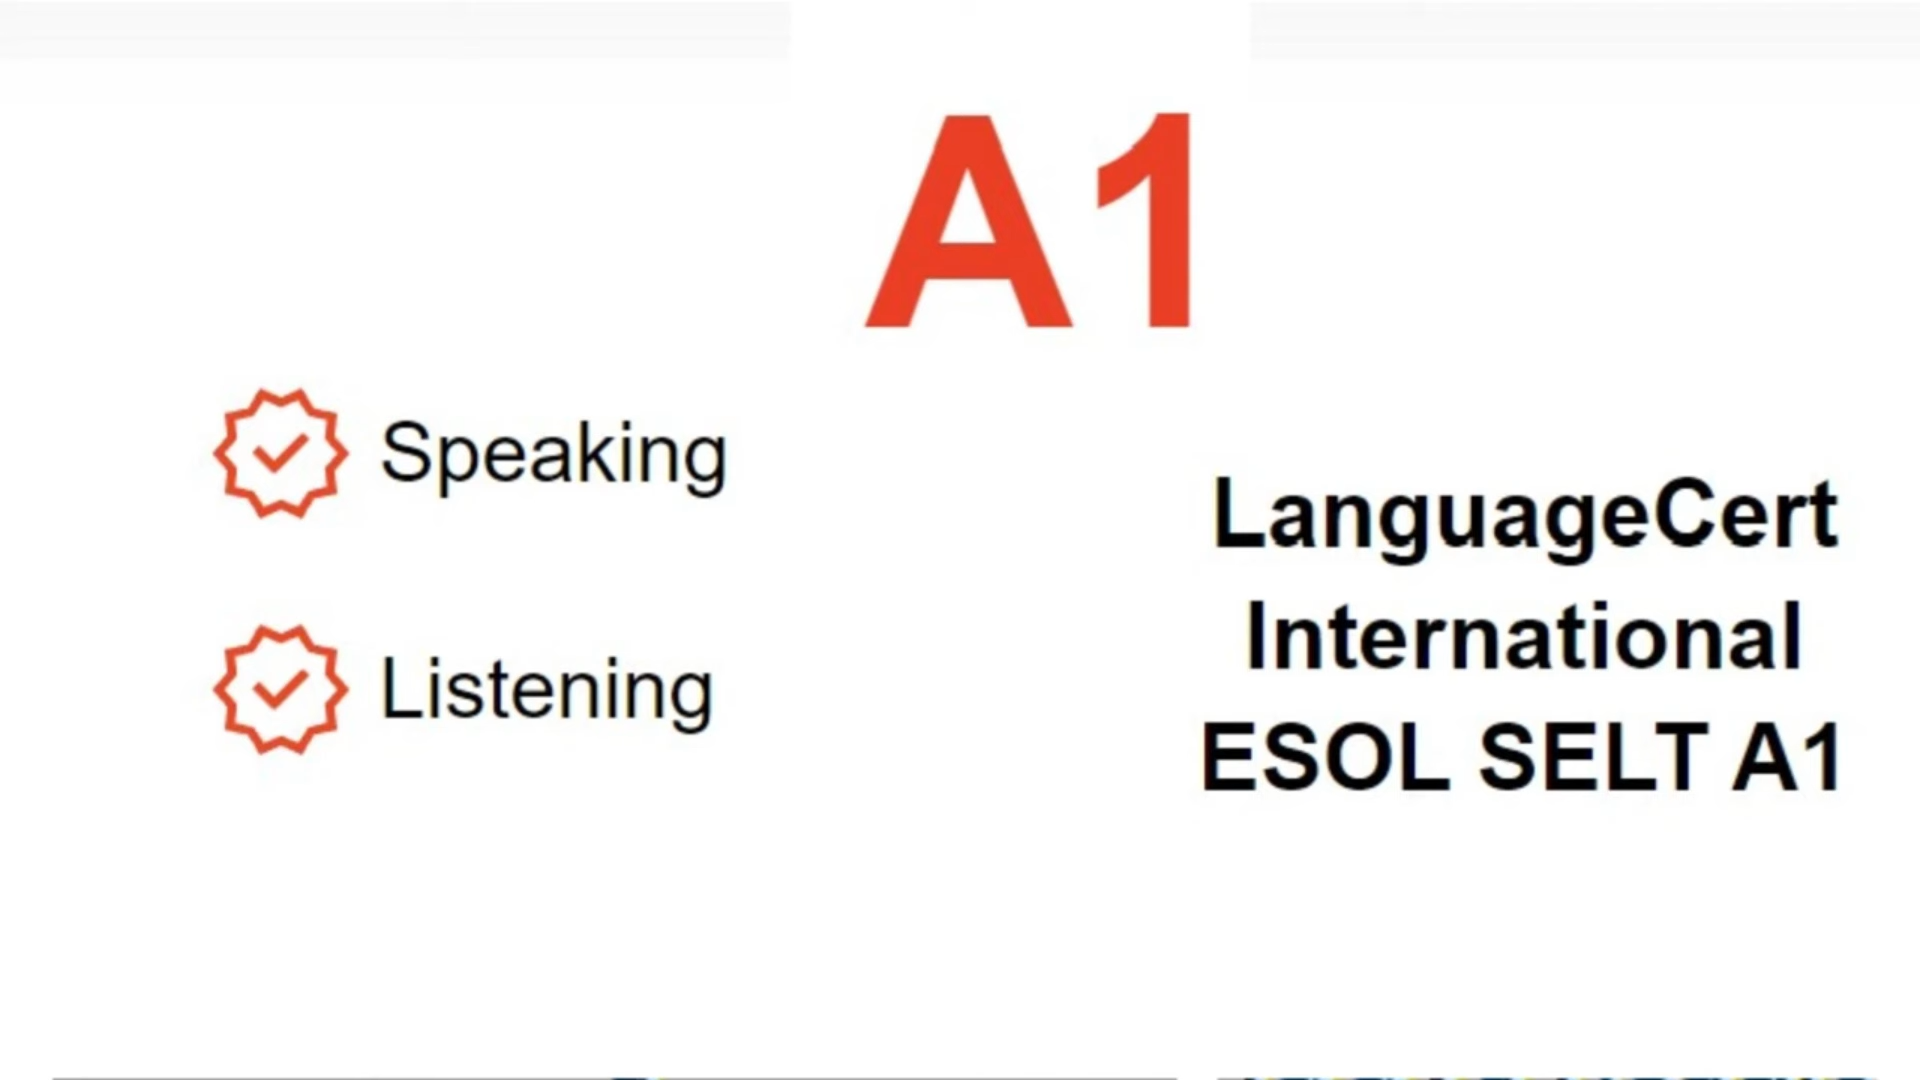 A1
Speaking
Listening
LanguageCert
International
ESOL SELT A1